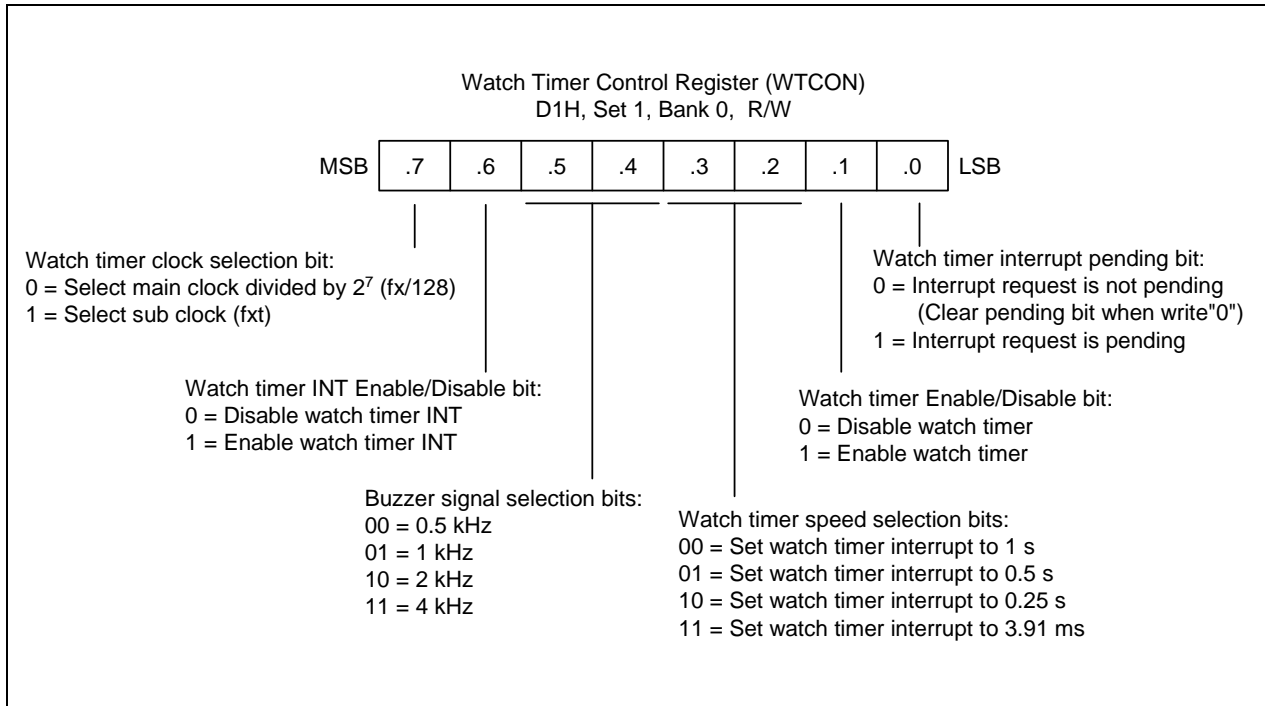 Watch Timer Control Register (WTCON)
D1H, Set 1, Bank 0, R/W
MSB .7 .6 .5 .4 .3 .2 .1 .0 LSB
Watch timer clock selection bit:
0 = Select main clock divided by 2⁷ (fx/128)
1 = Select sub clock (fxt)
Watch timer interrupt pending bit:
0 = Interrupt request is not pending
(Clear pending bit when write"0")
1 = Interrupt request is pending
Watch timer INT Enable/Disable bit:
0 = Disable watch timer INT
1 = Enable watch timer INT
Watch timer Enable/Disable bit:
0 = Disable watch timer
1 = Enable watch timer
Buzzer signal selection bits:
00 = 0.5 kHz
01 = 1 kHz
10 = 2 kHz
11 = 4 kHz
Watch timer speed selection bits:
00 = Set watch timer interrupt to 1 s
01 = Set watch timer interrupt to 0.5 s
10 = Set watch timer interrupt to 0.25 s
11 = Set watch timer interrupt to 3.91 ms